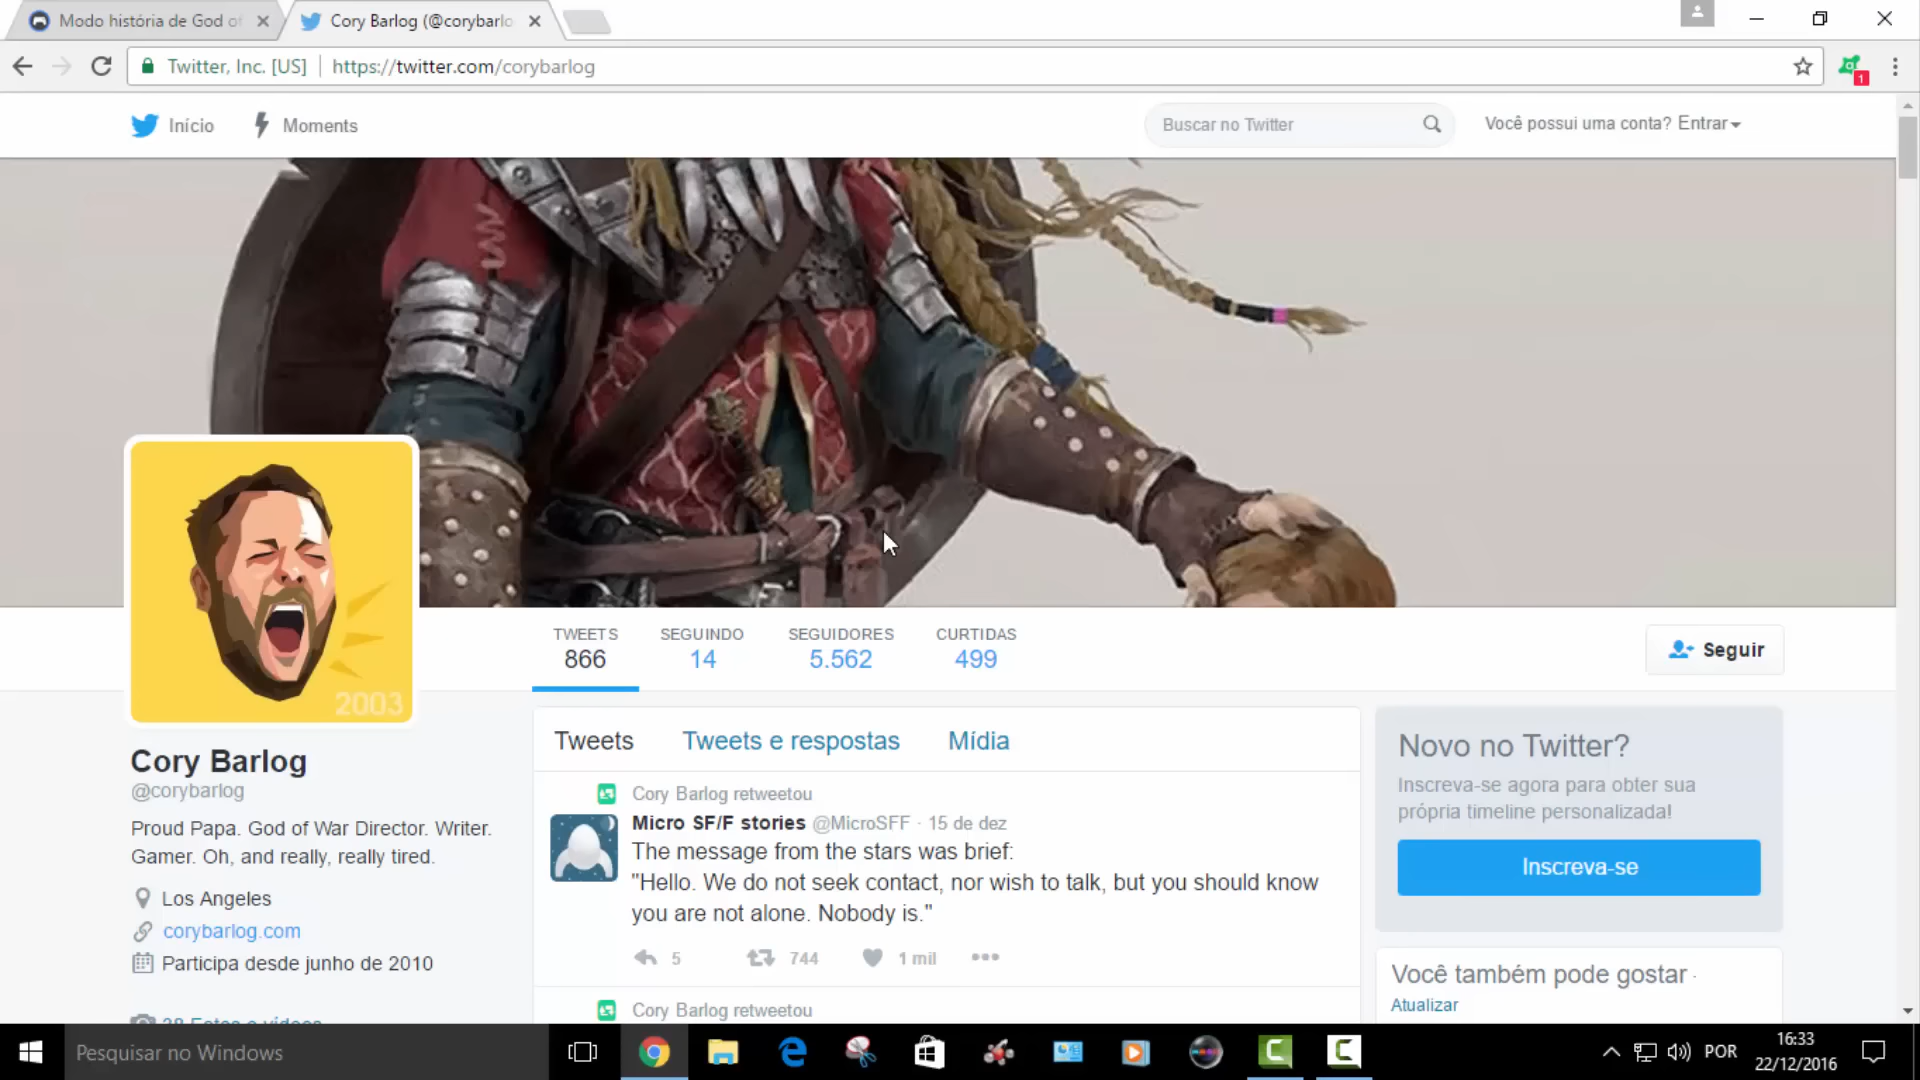 Modo história de God of
Cory Barlog (@corybarlo
Twitter, Inc. [US]
https://twitter.com/corybarlog
1
Início
Moments
Buscar no Twitter
Você possui uma conta? Entrar
2003
TWEETS
866
SEGUINDO
14
SEGUIDORES
5.562
CURTIDAS
499
Seguir
Cory Barlog
@corybarlog
Proud Papa. God of War Director. Writer.
Gamer. Oh, and really, really tired.
Los Angeles
corybarlog.com
Participa desde junho de 2010
38 Fotos e vídeos
Tweets
Tweets e respostas
Mídia
Cory Barlog retweetou
Micro SF/F stories @MicroSFF · 15 de dez
The message from the stars was brief:
"Hello. We do not seek contact, nor wish to talk, but you should know
you are not alone. Nobody is."
5
744
1 mil
Cory Barlog retweetou
Novo no Twitter?
Inscreva-se agora para obter sua
própria timeline personalizada!
Inscreva-se
Você também pode gostar ·
Atualizar
Pesquisar no Windows
POR
16:33
22/12/2016